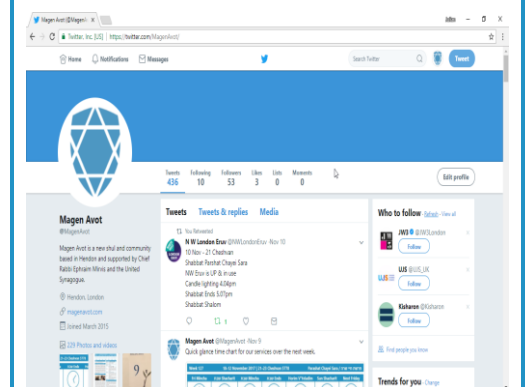 Magen Avot (@MagenA
Twitter, Inc. [US] | https://twitter.com/MagenAvot/
Home Notifications Messages Search Twitter Tweet
Tweets Following Followers Likes Lists Moments
436 10 53 3 0 0
Edit profile
Magen Avot
@MagenAvot
Magen Avot is a new shul and community
based in Hendon and supported by Chief
Rabbi Ephraim Mirvis and the United
Synagogue.
Hendon, London
magenavot.com
Joined March 2015
229 Photos and videos
Tweets Tweets & replies Media
You Retweeted
N W London Eruv @NWLondonEruv Nov 10
10 Nov - 21 Cheshvan
Shabbat Parshat Chayei Sara
NW Eruv is UP & in use
Candle lighting 4.04pm
Shabbat Ends 5.07pm
Shabbat Shalom
Magen Avot @MagenAvot Nov 9
Quick glance time chart for our services over the next week.
Who to follow Refresh View all
JW3 @JW3London
Follow
UJS @UJS_UK
Follow
Kisharon @Kisharon
Follow
Find people you know
Trends for you Change